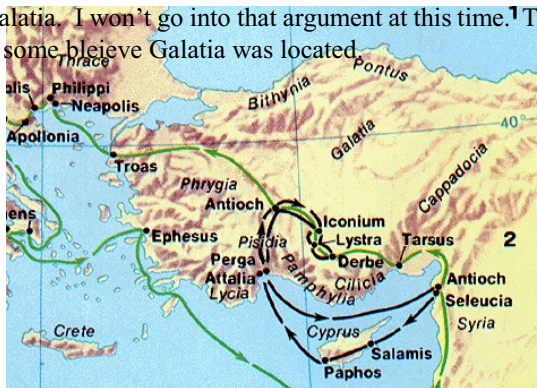 alatia. I won't go into that argument at this time.¹ T
some bleieve Galatia was located
Thrace
Pontus
Philippi
Neapolis
Bithynia
Apollonia
40°
Galatia
Troas
Cappadocia
Phrygia
Antioch
Iconium
Ephesus
Pisidia
Lystra
Tarsus
2
Perga
Derbe
Attalia
Pamphylia
Cilicia
Antioch
Lycia
Seleucia
Crete
Cyprus
Syria
Salamis
Paphos